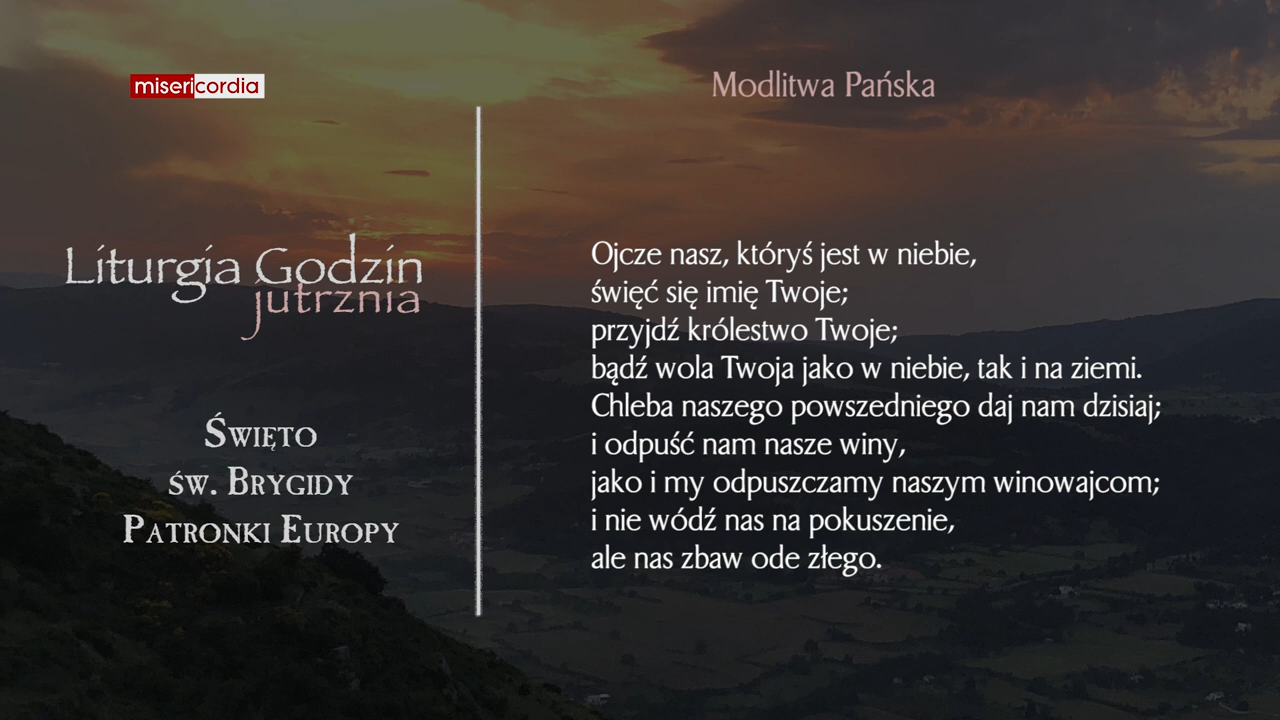 misericordia
Liturgia Godzin
jutrznia
Święto
św. Brygidy
Patronki Europy
Modlitwa Pańska
Ojcze nasz, któryś jest w niebie,
święć się imię Twoje;
przyjdź królestwo Twoje;
bądź wola Twoja jako w niebie, tak i na ziemi.
Chleba naszego powszedniego daj nam dzisiaj;
i odpuść nam nasze winy,
jako i my odpuszczamy naszym winowajcom;
i nie wódź nas na pokuszenie,
ale nas zbaw ode złego.